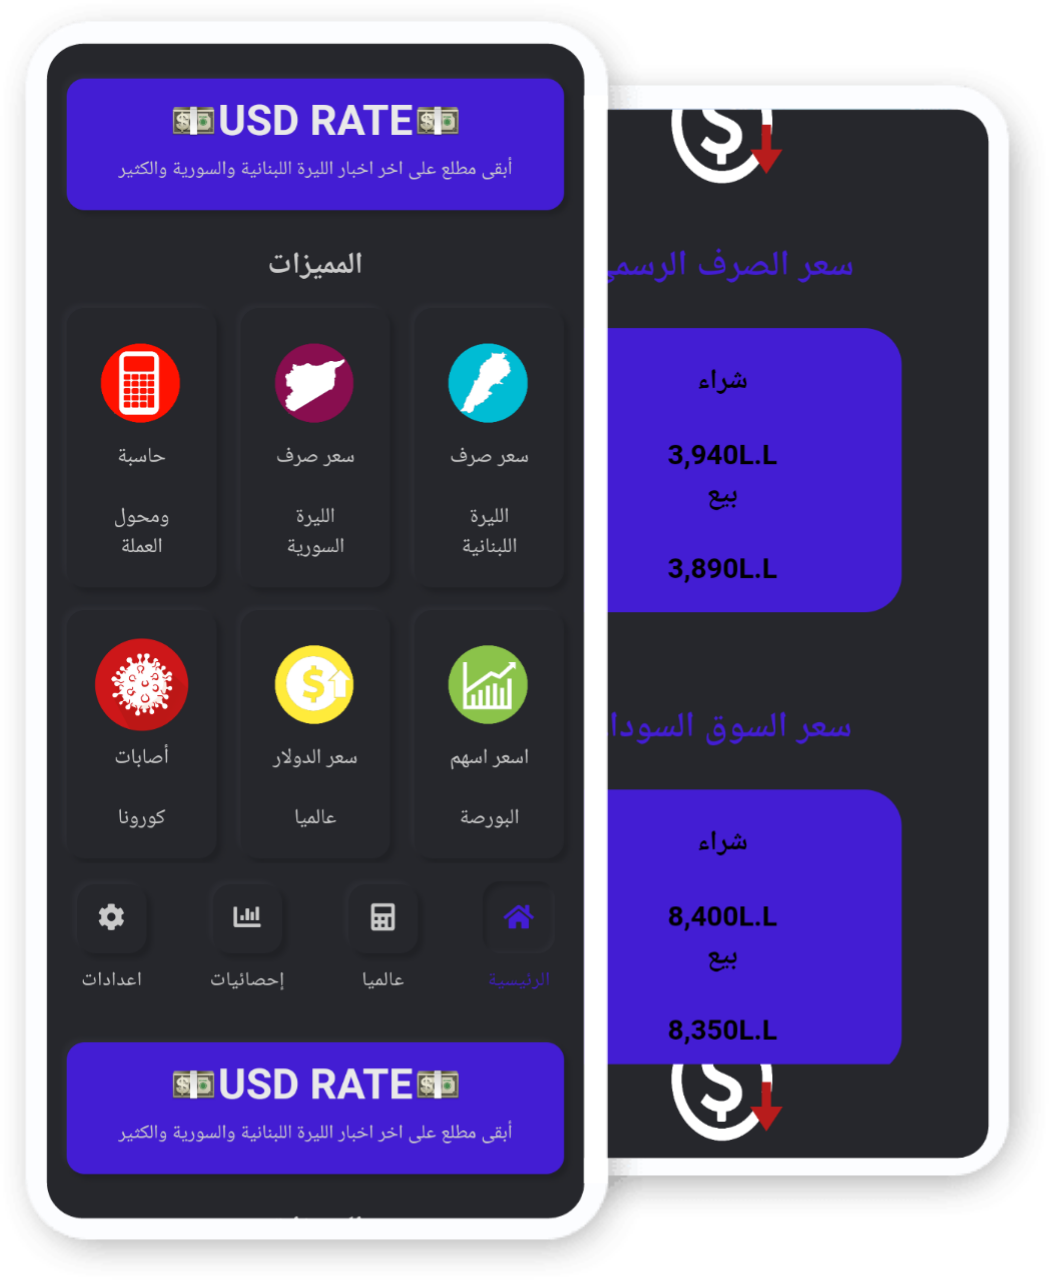 USD RATE
أبقى مطلع على اخر اخبار الليرة اللبنانية والسورية والكثير
المميزات
سعر صرف
الليرة
اللبنانية
سعر صرف
الليرة
السورية
حاسبة
ومحول
العملة
اسعر اسهم
البورصة
سعر الدولار
عالميا
أصابات
كورونا
الرئيسية
عالميا
إحصائيات
اعدادات
USD RATE
أبقى مطلع على اخر اخبار الليرة اللبنانية والسورية والكثير
سعر الصرف الرسمي
شراء
3,940L.L
بيع
3,890L.L
سعر السوق السودا
شراء
8,400L.L
بيع
8,350L.L